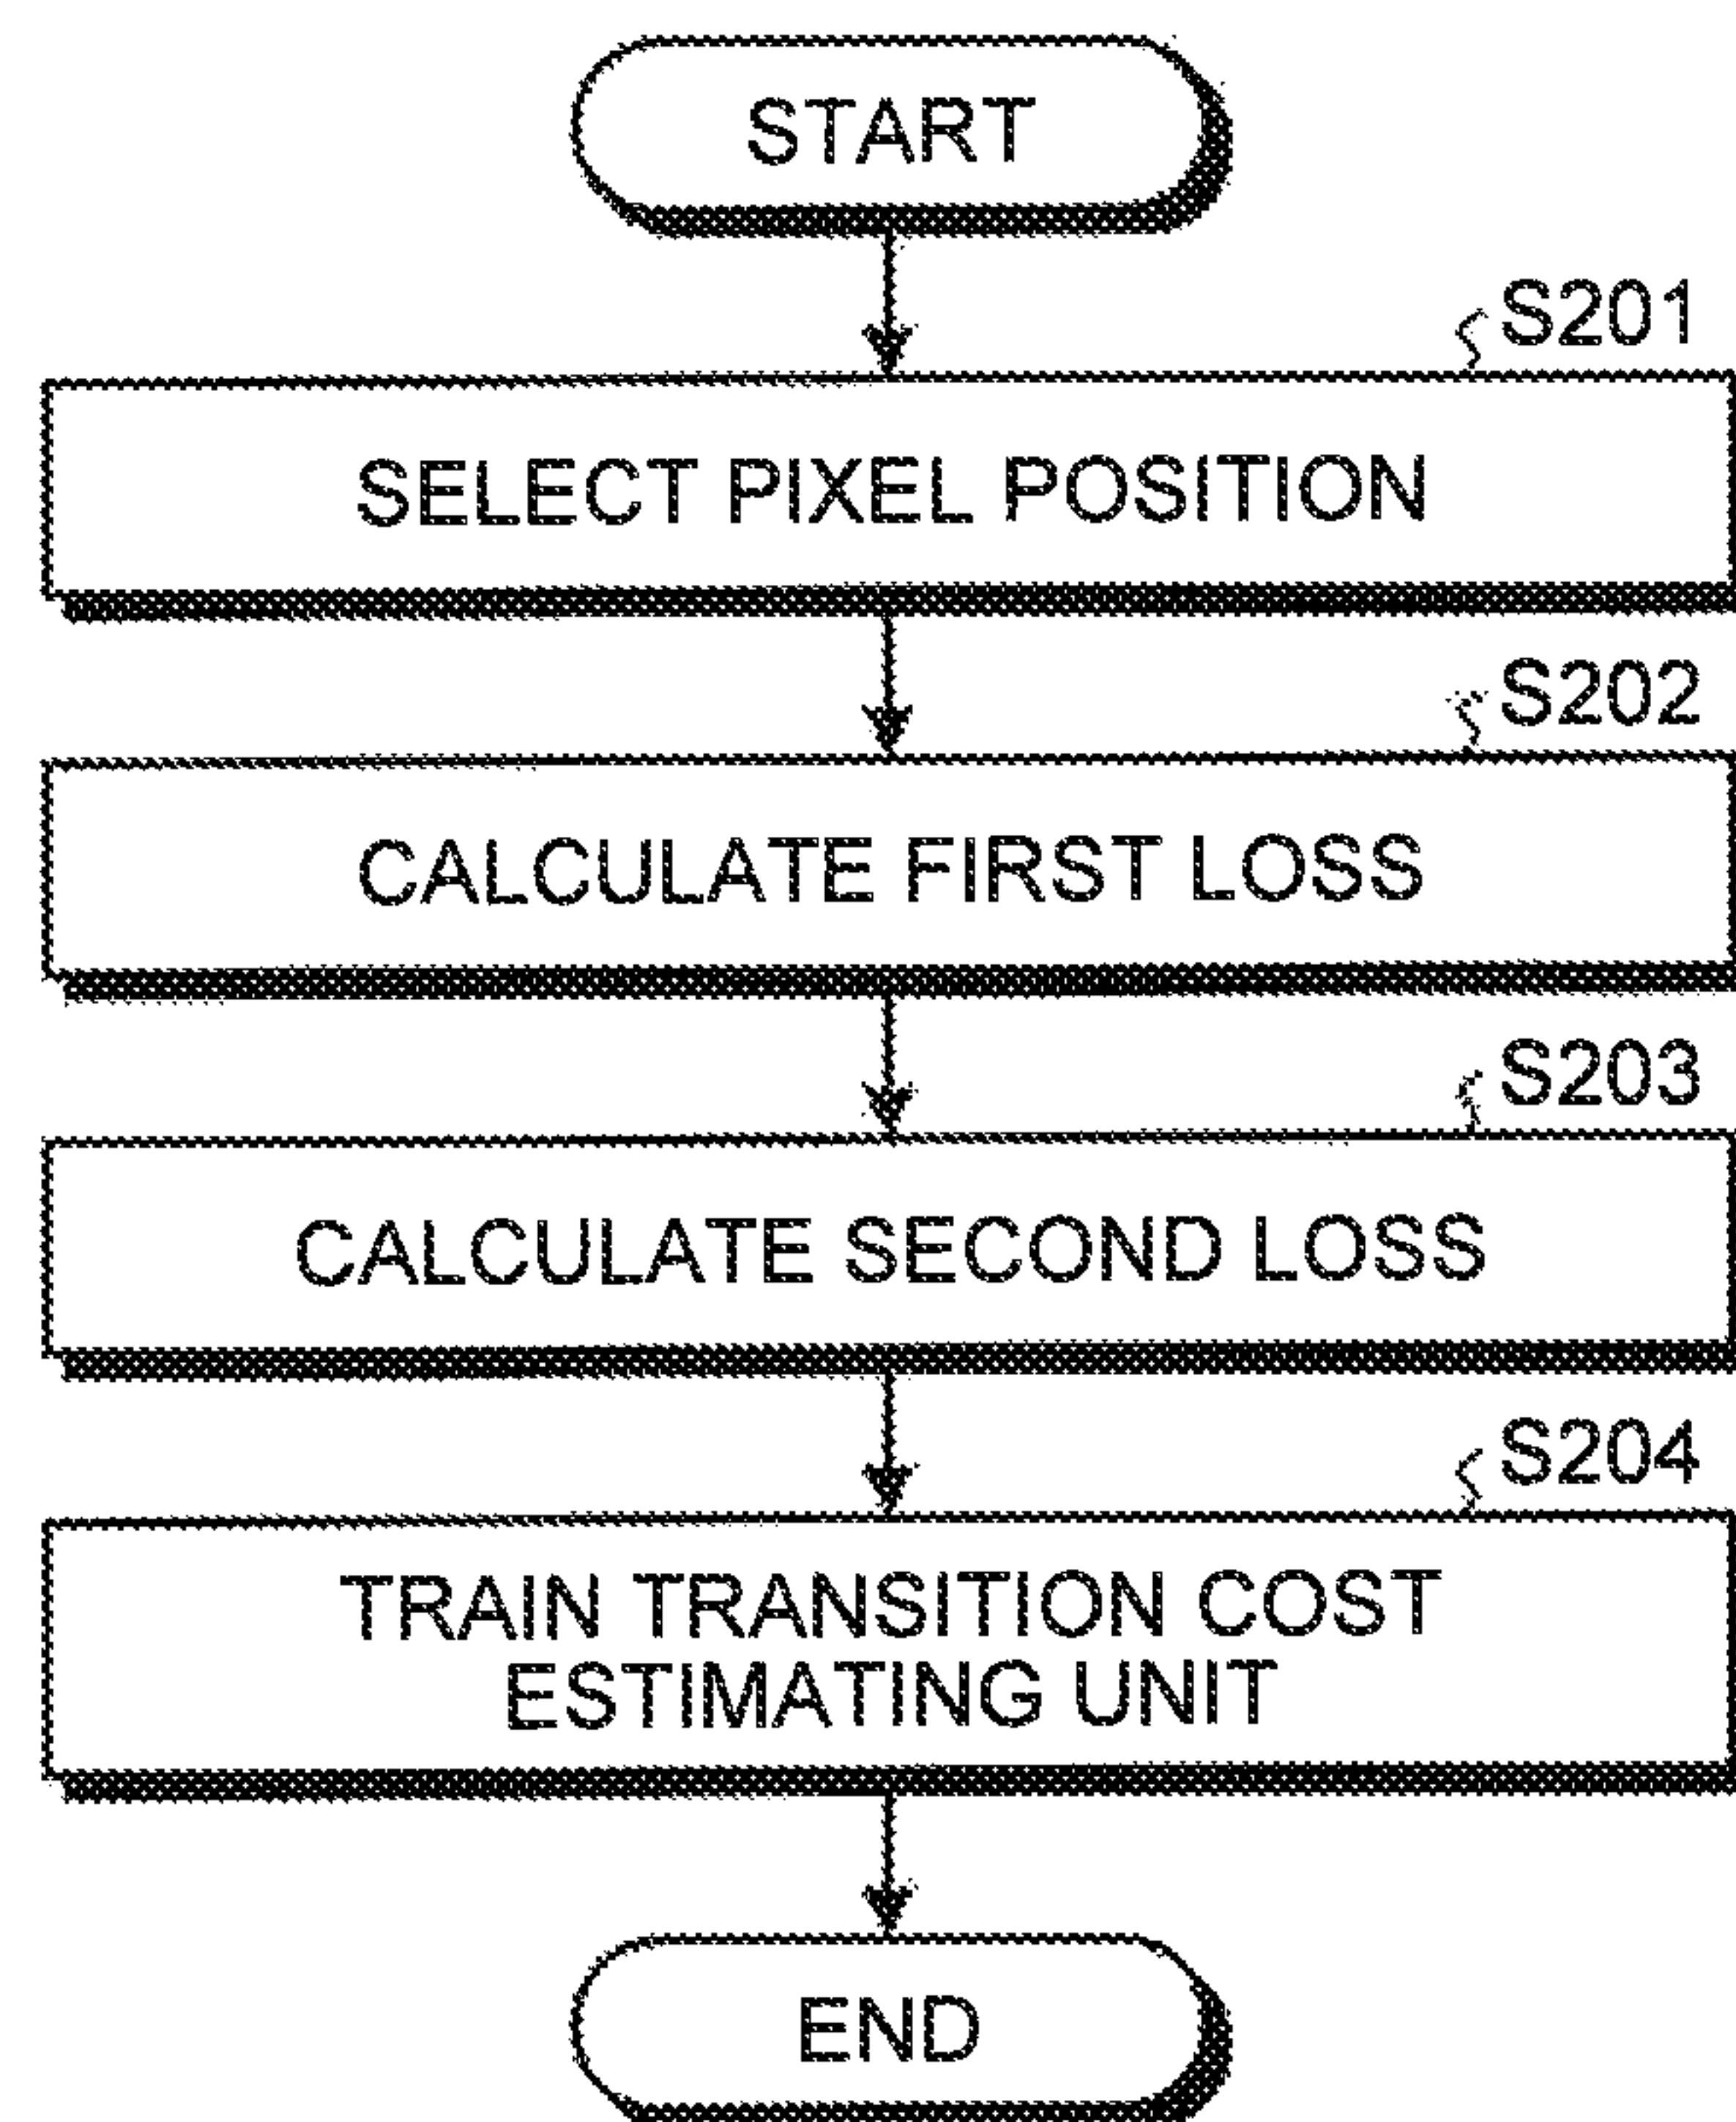 START
S201
SELECT PIXEL POSITION
S202
CALCULATE FIRST LOSS
S203
CALCULATE SECOND LOSS
S204
TRAIN TRANSITION COST
ESTIMATING UNIT
END